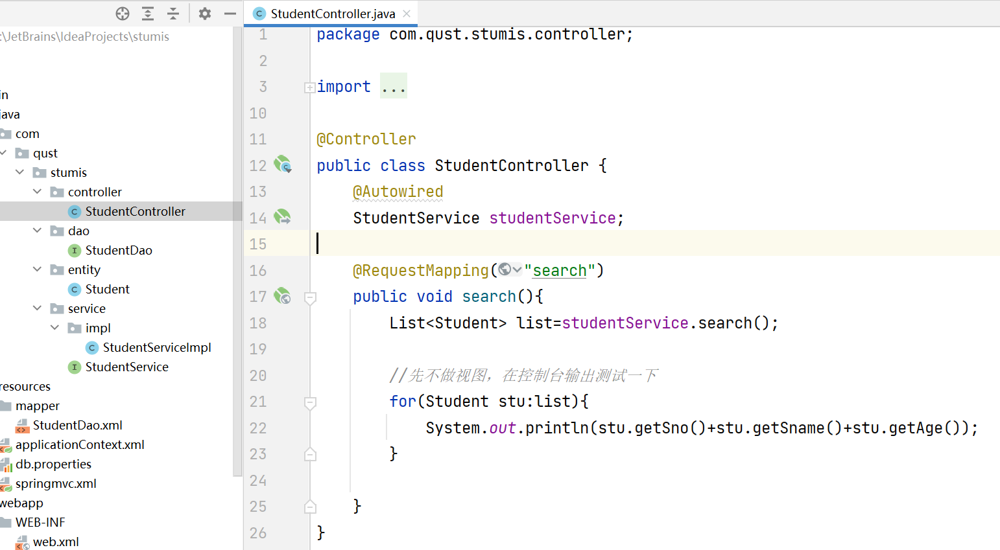 :\JetBrains\IdeaProjects\stumis
in
java
com
qust
stumis
controller
StudentController
dao
StudentDao
entity
Student
service
impl
StudentServiceImpl
StudentService
resources
mapper
StudentDao.xml
applicationContext.xml
db.properties
springmvc.xml
webapp
WEB-INF
web.xml
StudentController.java
1 package com.qust.stumis.controller;
2
3 import ...
10
11 @Controller
12 public class StudentController {
13 @Autowired
14 StudentService studentService;
15
16 @RequestMapping("search")
17 public void search(){
18 List<Student> list=studentService.search();
19
20 //先不做视图，在控制台输出测试一下
21 for(Student stu:list){
22 System.out.println(stu.getSno()+stu.getSname()+stu.getAge());
23 }
24
25 }
26 }